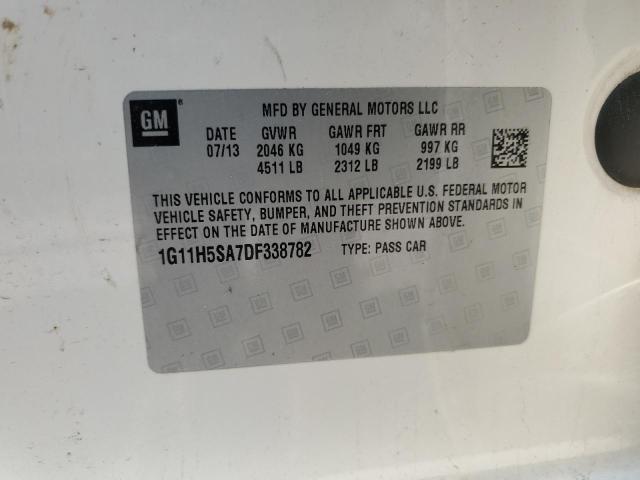 GM
®
MFD BY GENERAL MOTORS LLC
DATE GVWR GAWR FRT GAWR RR
07/13 2046 KG 1049 KG 997 KG
4511 LB 2312 LB 2199 LB
THIS VEHICLE CONFORMS TO ALL APPLICABLE U.S. FEDERAL MOTOR
VEHICLE SAFETY, BUMPER, AND THEFT PREVENTION STANDARDS IN
EFFECT ON THE DATE OF MANUFACTURE SHOWN ABOVE.
1G11H5SA7DF338782 TYPE: PASS CAR